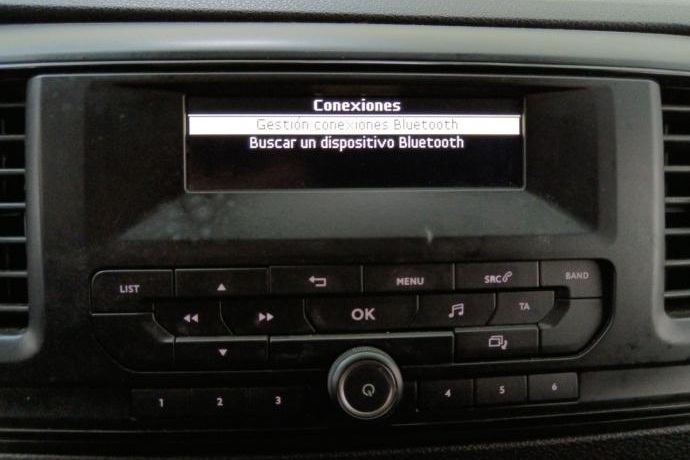 Conexiones
Gestión conexiones Bluetooth
Buscar un dispositivo Bluetooth
LIST
MENU
SRC
BAND
OK
TA
1
2
3
4
5
6